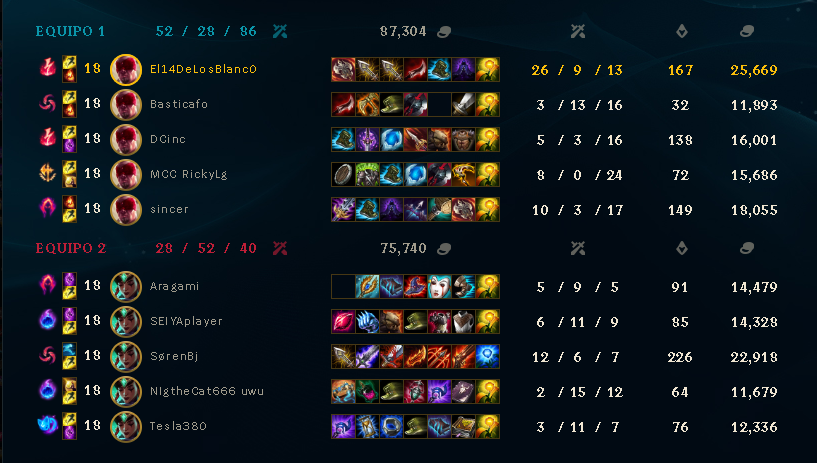 EQUIPO 1 52 / 28 / 86 87,304
18 El14DeLosBlanc0 26 / 9 / 13 167 25,669
18 Basticafo 3 / 13 / 16 32 11,893
18 DCinc 5 / 3 / 16 138 16,001
18 MCC RickyLg 8 / 0 / 24 72 15,686
18 sincer 10 / 3 / 17 149 18,055
EQUIPO 2 28 / 52 / 40 75,740
18 Aragami 5 / 9 / 5 91 14,479
18 SEIYAplayer 6 / 11 / 9 85 14,328
18 SørenBj 12 / 6 / 7 226 22,918
18 NIgtheCat666 uwu 2 / 15 / 12 64 11,679
18 Tesla380 3 / 11 / 7 76 12,336